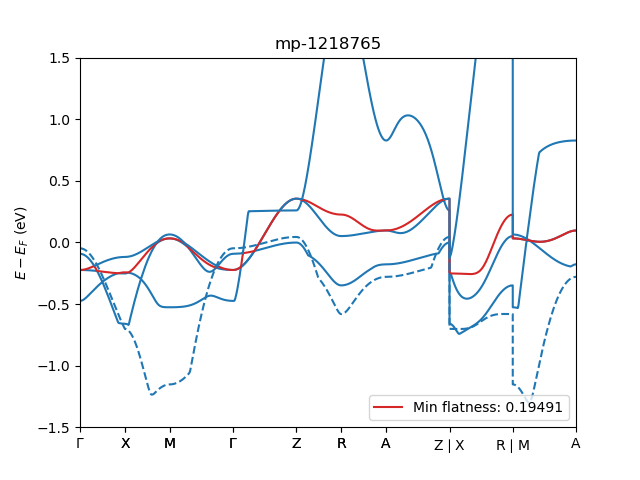 mp-1218765
E − E_F (eV)
1.5
1.0
0.5
0.0
−0.5
−1.0
−1.5
Min flatness: 0.19491
Γ X M Γ Z R A Z | X R | M A